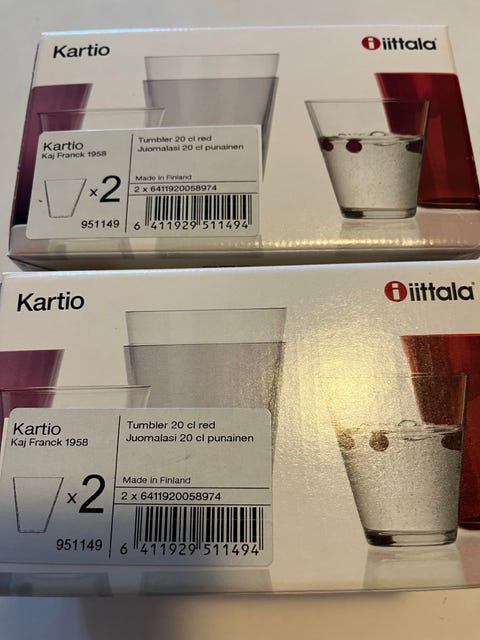 Kartio
iittala
Kartio
Kaj Franck 1958
x2
951149
Tumbler 20 cl red
Juomalasi 20 cl punainen
Made in Finland
2 x 6411920058974
6 411929 511494
Kartio
iittala
Kartio
Kaj Franck 1958
x2
951149
Tumbler 20 cl red
Juomalasi 20 cl punainen
Made in Finland
2 x 6411920058974
6 411929 511494